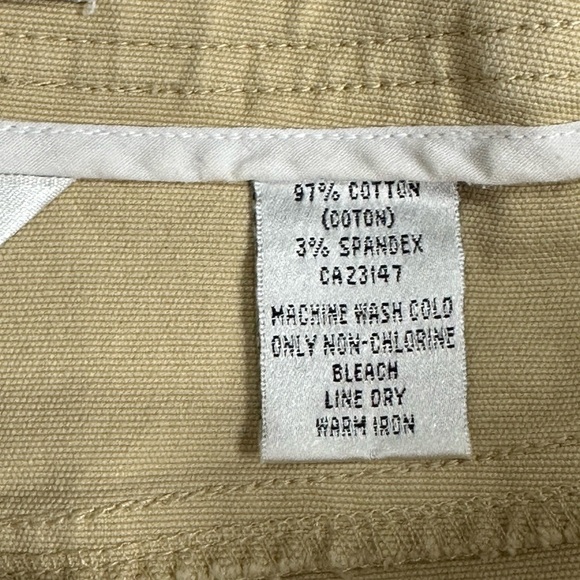 97% COTTON
(COTON)
3% SPANDEX
CA23147
MACHINE WASH COLD
ONLY NON-CHLORINE
BLEACH
LINE DRY
WARM IRON